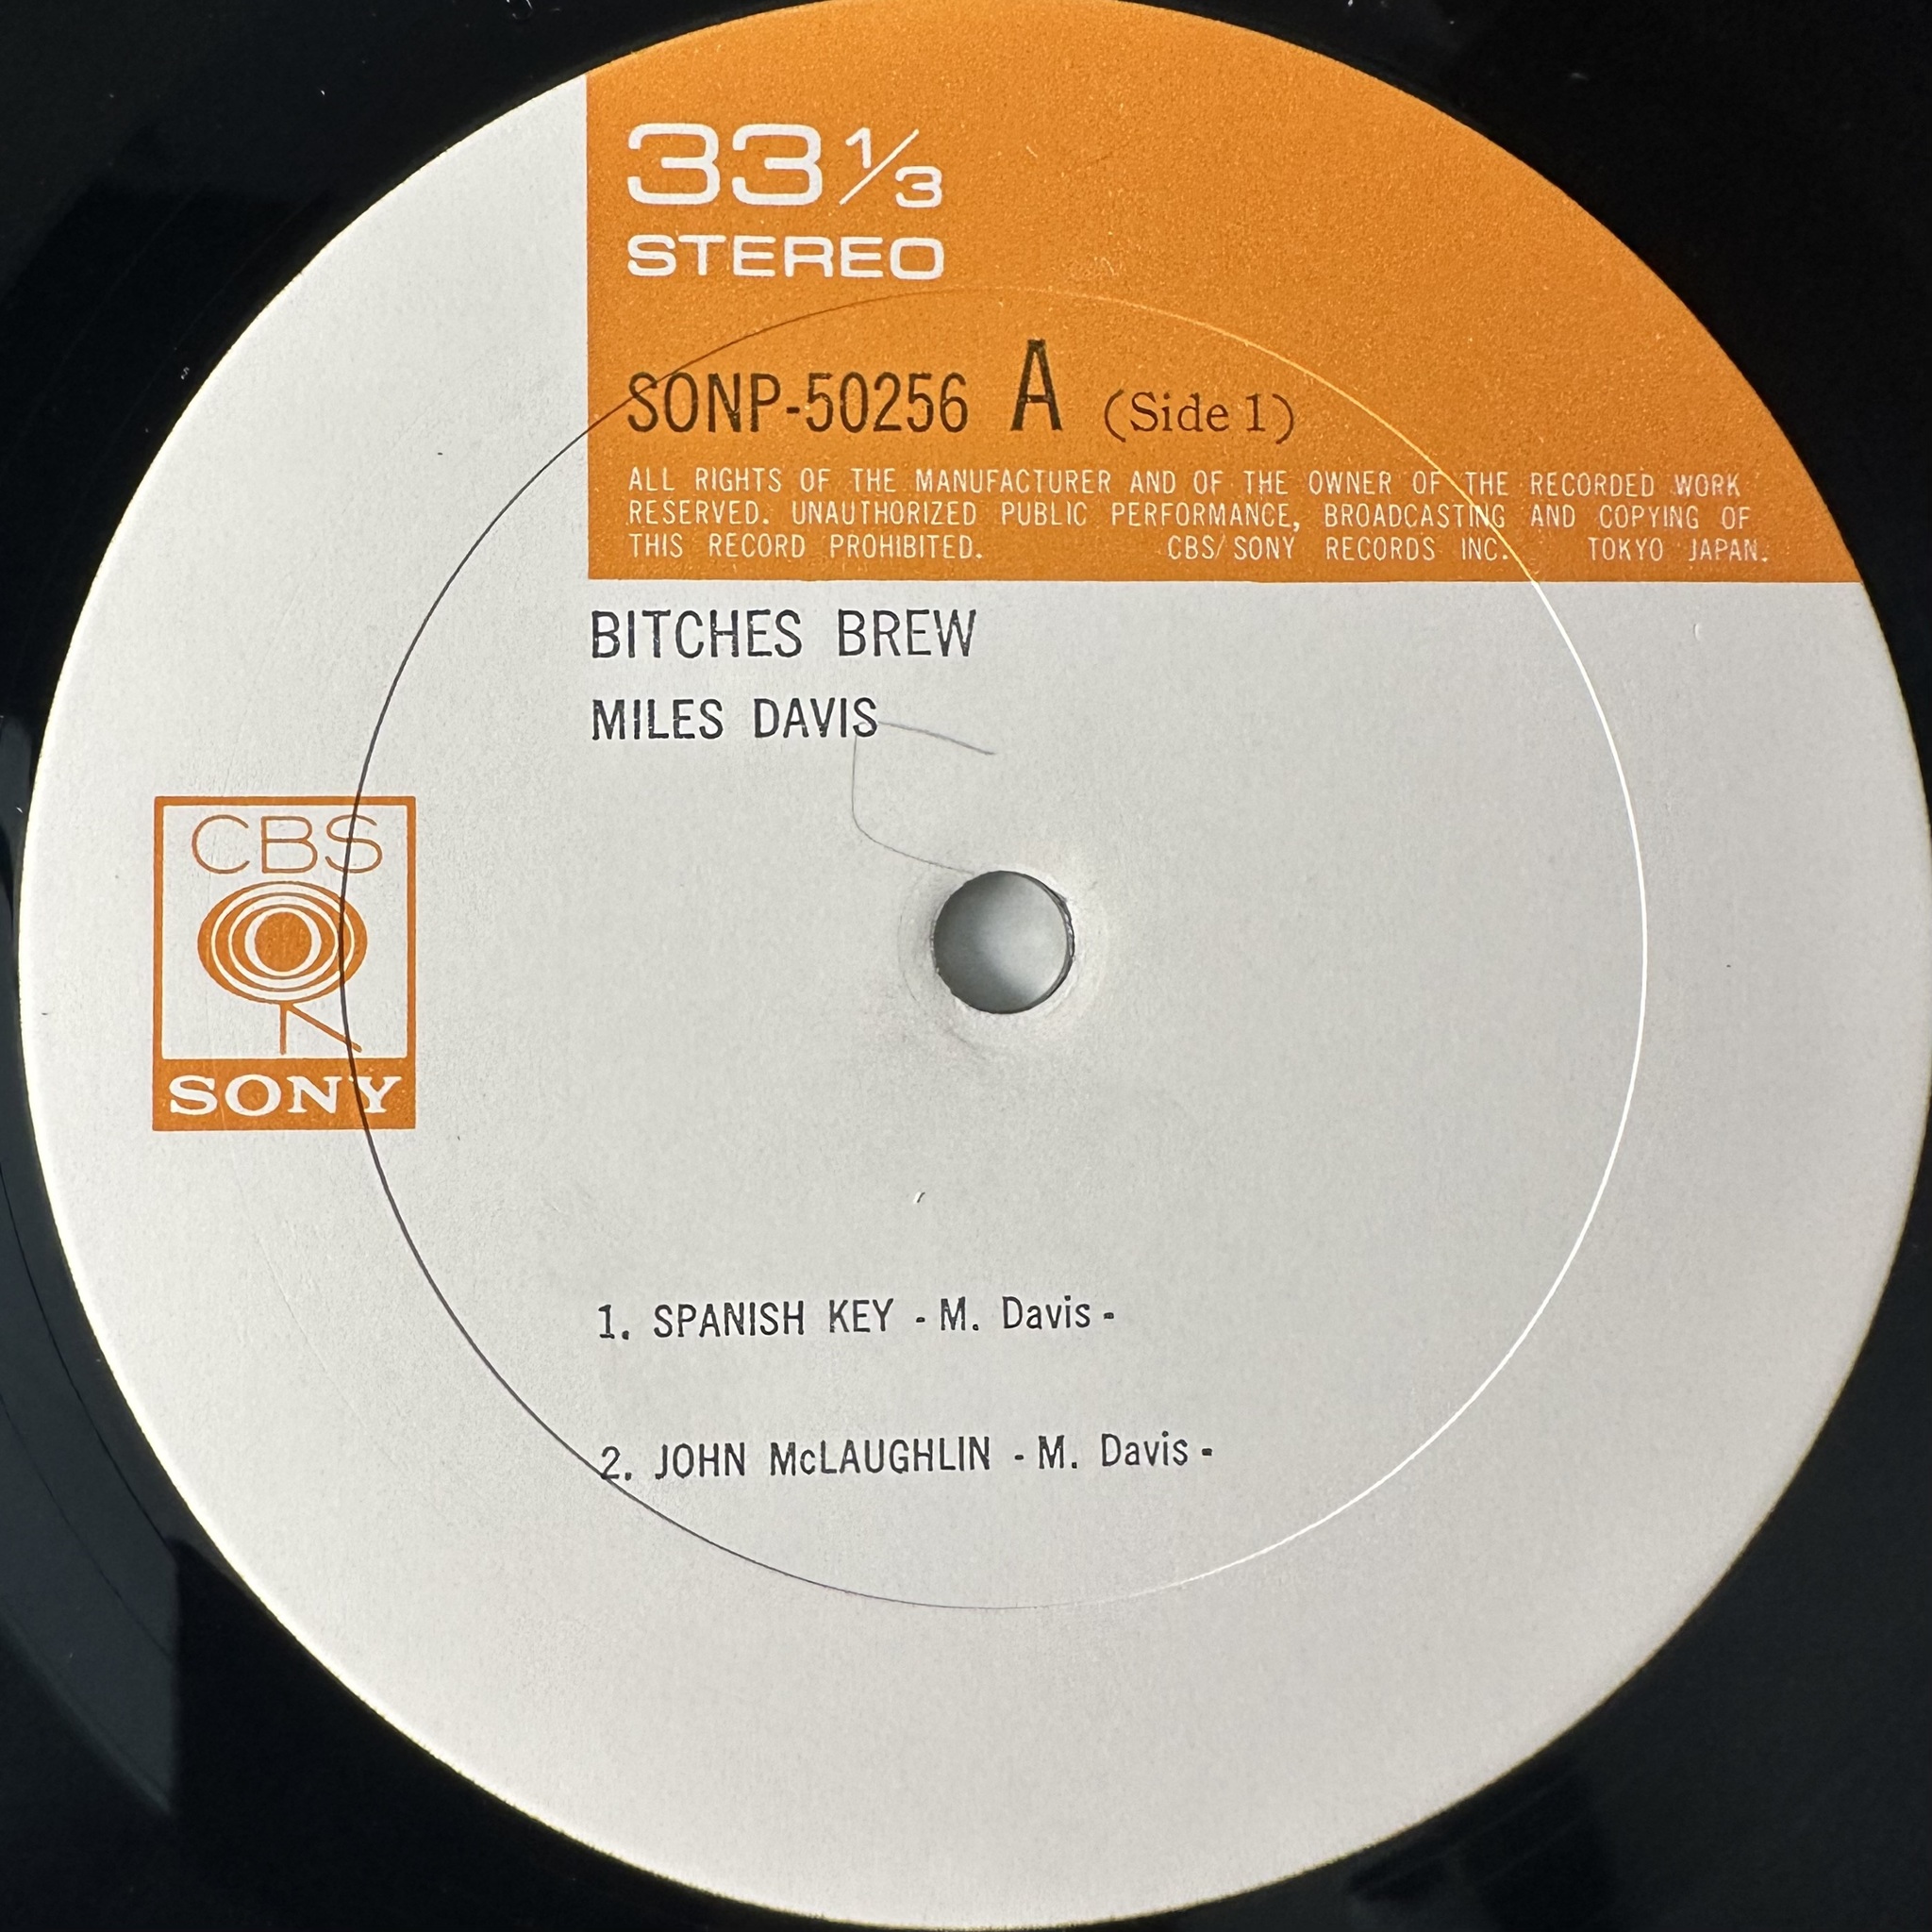 33 1/3
STEREO
SONP-50256 A (Side 1)
ALL RIGHTS OF THE MANUFACTURER AND OF THE OWNER OF THE RECORDED WORK
RESERVED. UNAUTHORIZED PUBLIC PERFORMANCE, BROADCASTING AND COPYING OF
THIS RECORD PROHIBITED. CBS/SONY RECORDS INC. TOKYO JAPAN.
BITCHES BREW
MILES DAVIS
CBS
SONY
1. SPANISH KEY - M. Davis -
2. JOHN McLAUGHLIN - M. Davis -